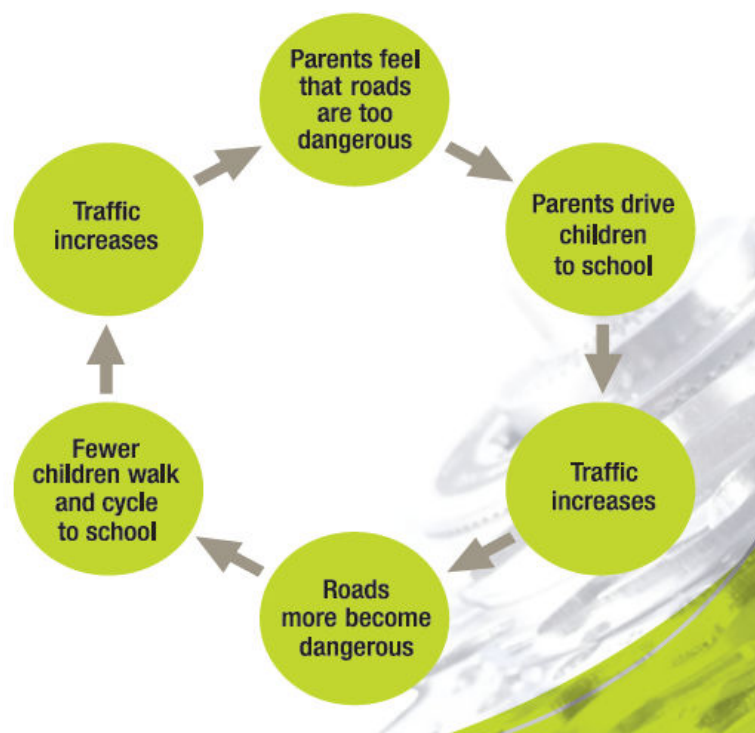 Parents feel
that roads
are too
dangerous
Parents drive
children
to school
Traffic
increases
Roads
more become
dangerous
Fewer
children walk
and cycle
to school
Traffic
increases